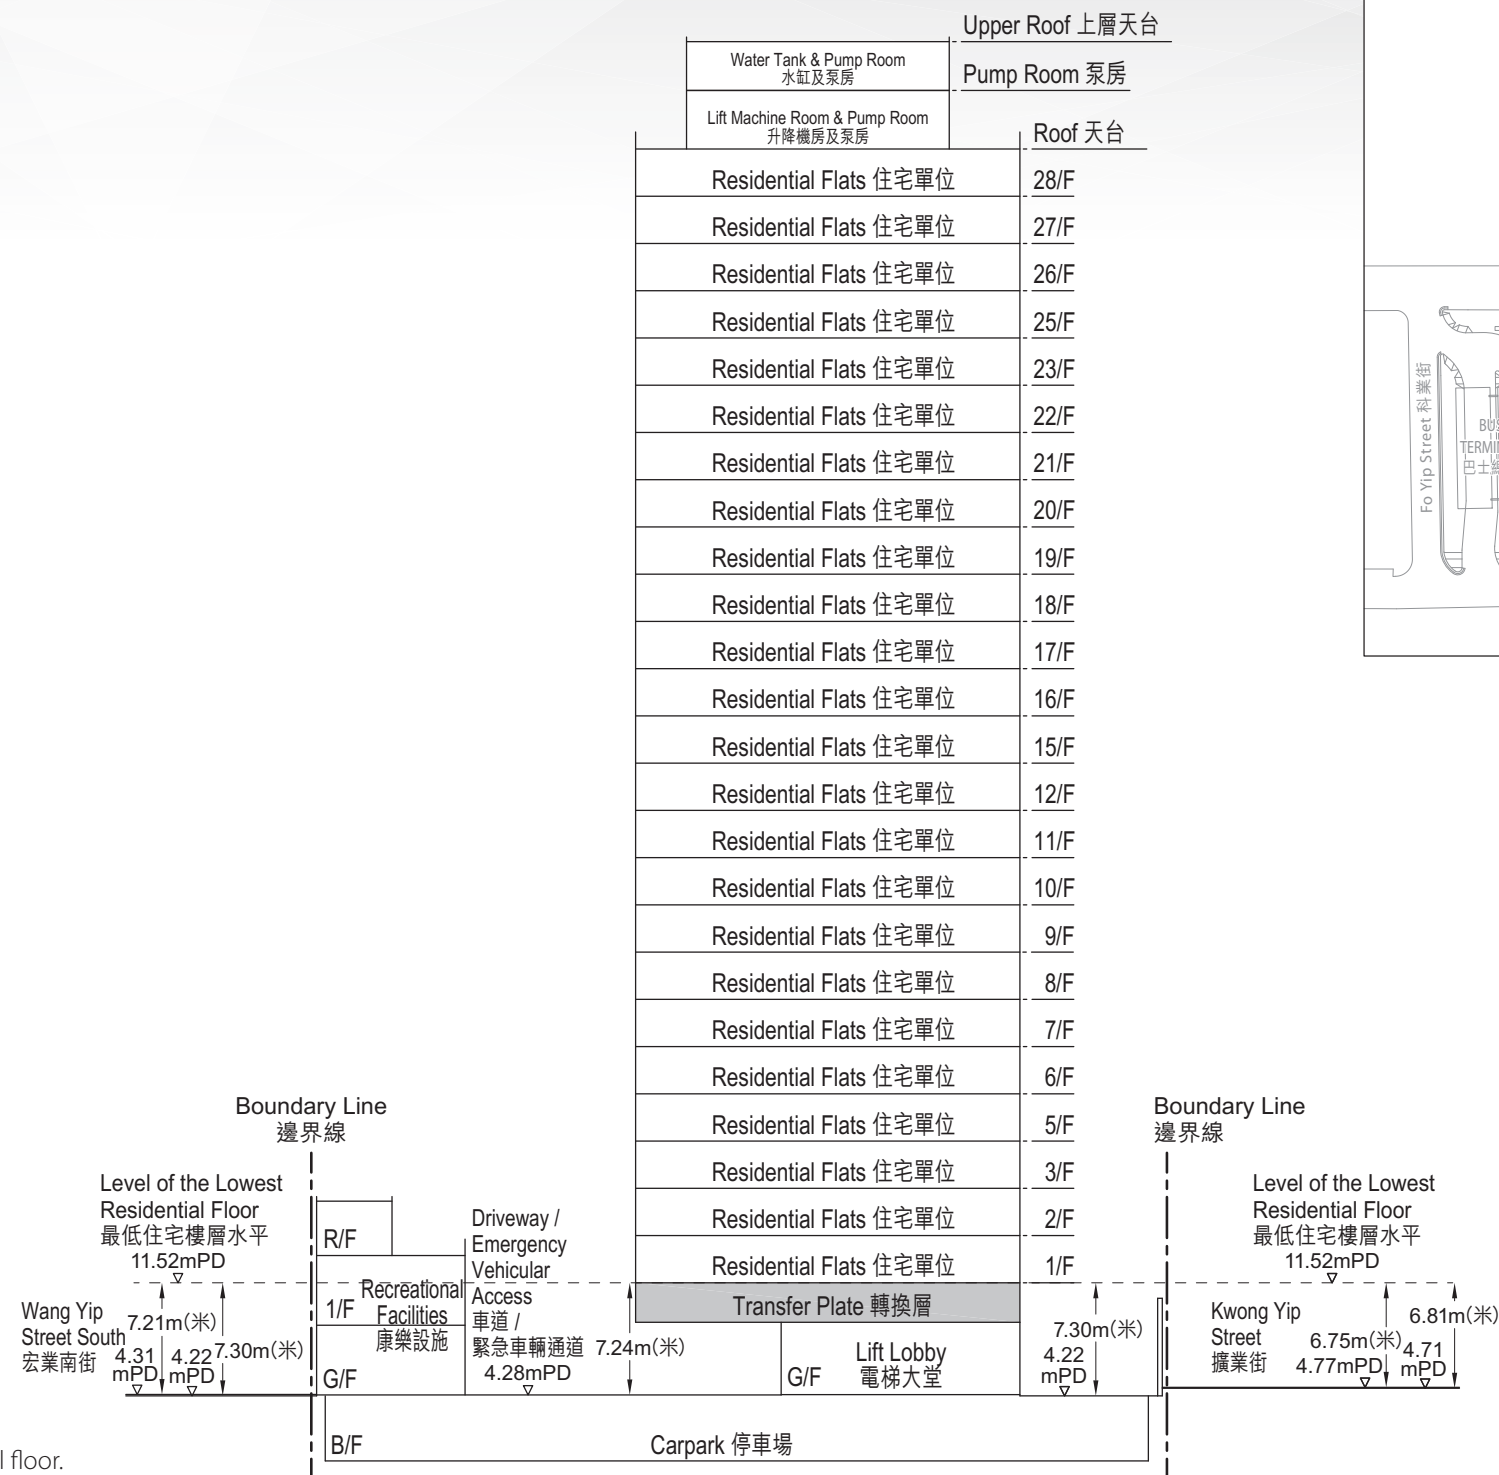 Upper Roof 上層天台
Water Tank & Pump Room
水缸及泵房
Pump Room 泵房
Lift Machine Room & Pump Room
升降機房及泵房
Roof 天台
Residential Flats 住宅單位 28/F
Residential Flats 住宅單位 27/F
Residential Flats 住宅單位 26/F
Residential Flats 住宅單位 25/F
Residential Flats 住宅單位 23/F
Residential Flats 住宅單位 22/F
Residential Flats 住宅單位 21/F
Residential Flats 住宅單位 20/F
Residential Flats 住宅單位 19/F
Residential Flats 住宅單位 18/F
Residential Flats 住宅單位 17/F
Residential Flats 住宅單位 16/F
Residential Flats 住宅單位 15/F
Residential Flats 住宅單位 12/F
Residential Flats 住宅單位 11/F
Residential Flats 住宅單位 10/F
Residential Flats 住宅單位 9/F
Residential Flats 住宅單位 8/F
Residential Flats 住宅單位 7/F
Residential Flats 住宅單位 6/F
Residential Flats 住宅單位 5/F
Residential Flats 住宅單位 3/F
Residential Flats 住宅單位 2/F
Residential Flats 住宅單位 1/F
Transfer Plate 轉換層
Fo Yip Street 科業街
巴士
Boundary Line
邊界線
Level of the Lowest
Residential Floor
最低住宅樓層水平
11.52mPD
Wang Yip
Street South
宏業南街
7.21m(米)
4.31
mPD
4.22
mPD
7.30m(米)
R/F
1/F
Recreational
Facilities
康樂設施
G/F
Driveway /
Emergency
Vehicular
Access
車道 /
緊急車輛通道
4.28mPD
7.24m(米)
G/F
Lift Lobby
電梯大堂
7.30m(米)
4.22
mPD
Boundary Line
邊界線
Level of the Lowest
Residential Floor
最低住宅樓層水平
11.52mPD
Kwong Yip
Street
擴業街
6.75m(米)
4.77mPD
6.81m(米)
4.71
mPD
B/F
Carpark 停車場
floor.